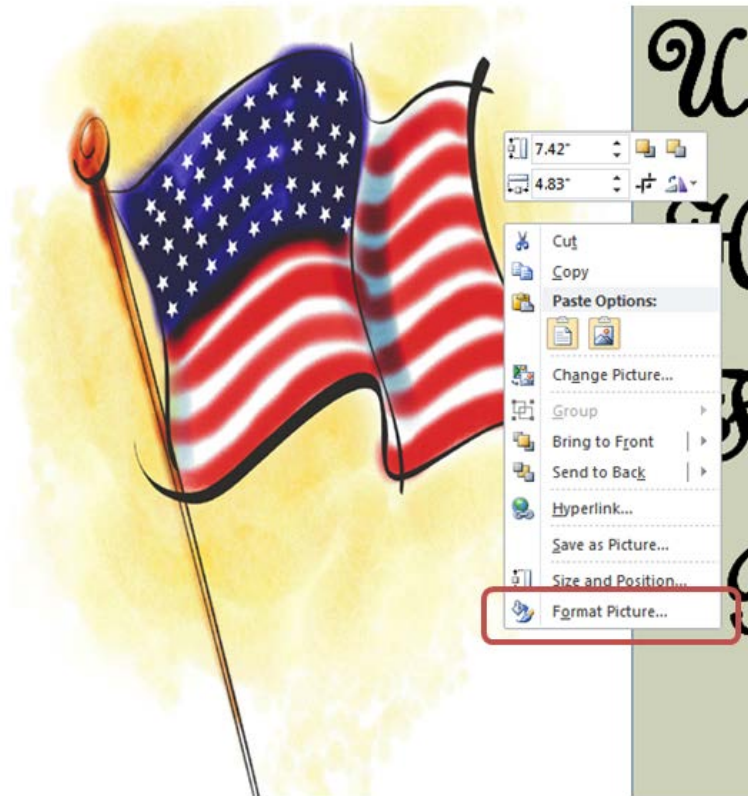 7.42"
4.83"
Cut
Copy
Paste Options:
Change Picture...
Group
Bring to Front
Send to Back
Hyperlink...
Save as Picture...
Size and Position...
Format Picture...